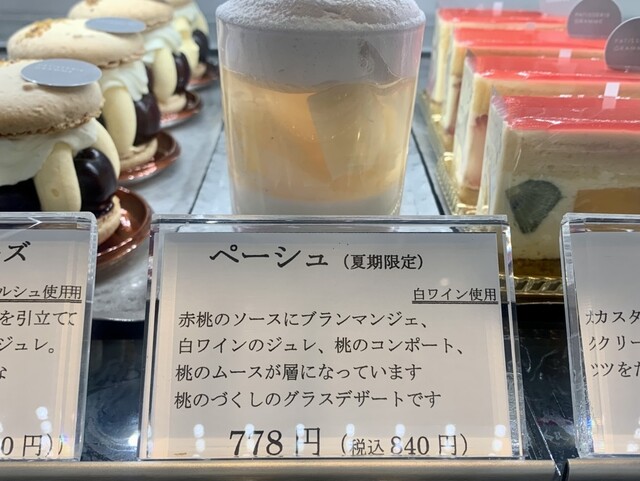 ーズ
ルシュ使用
を引立てて
ジュレ。
な
0円)
ペーシュ (夏期限定)
白ワイン使用
赤桃のソースにブランマンジェ、
白ワインのジュレ、桃のコンポート、
桃のムースが層になっています
桃のづくしのグラスデザートです
778円 (税込840円)
カスタ
クリー
ッツをた